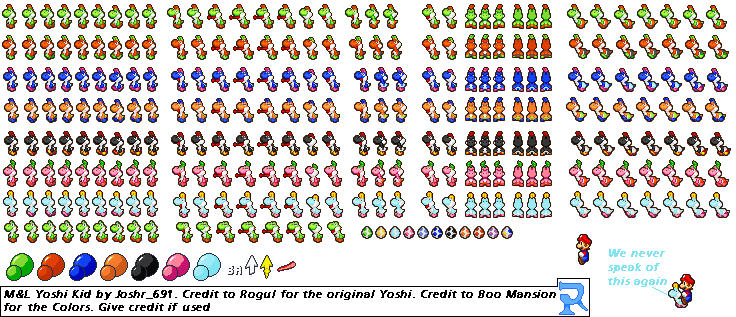 We never
speak of
this again
BA
M&L Yoshi Kid by Joshr_691. Credit to Rogul for the original Yoshi. Credit to Boo Mansion
for the Colors. Give credit if used
R